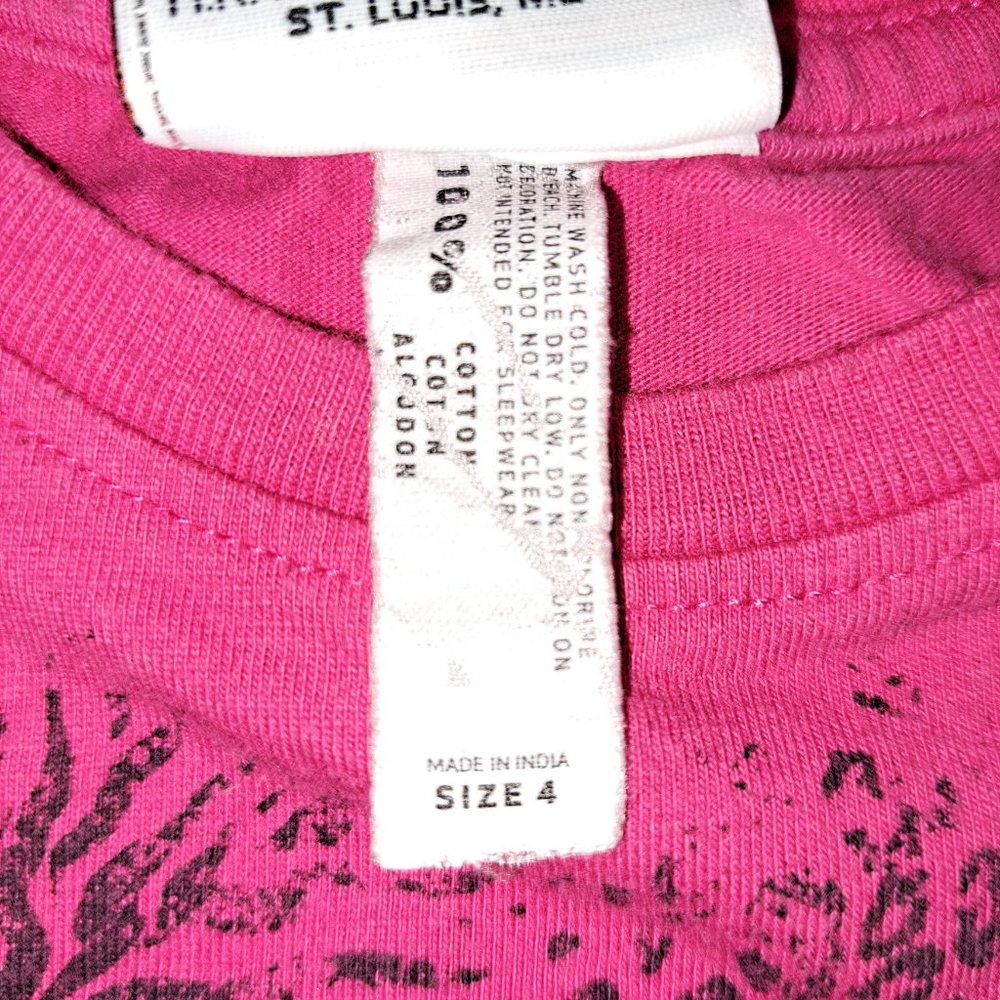 ST. LOUIS, MO
100%
COTTON
COTON
ALGODON
MACHINE WASH COLD. ONLY NON-CHLORINE
BLEACH. TUMBLE DRY LOW. DO NOT IRON ON
DECORATION. DO NOT DRY CLEAN
NOT INTENDED FOR SLEEPWEAR
MADE IN INDIA
SIZE 4